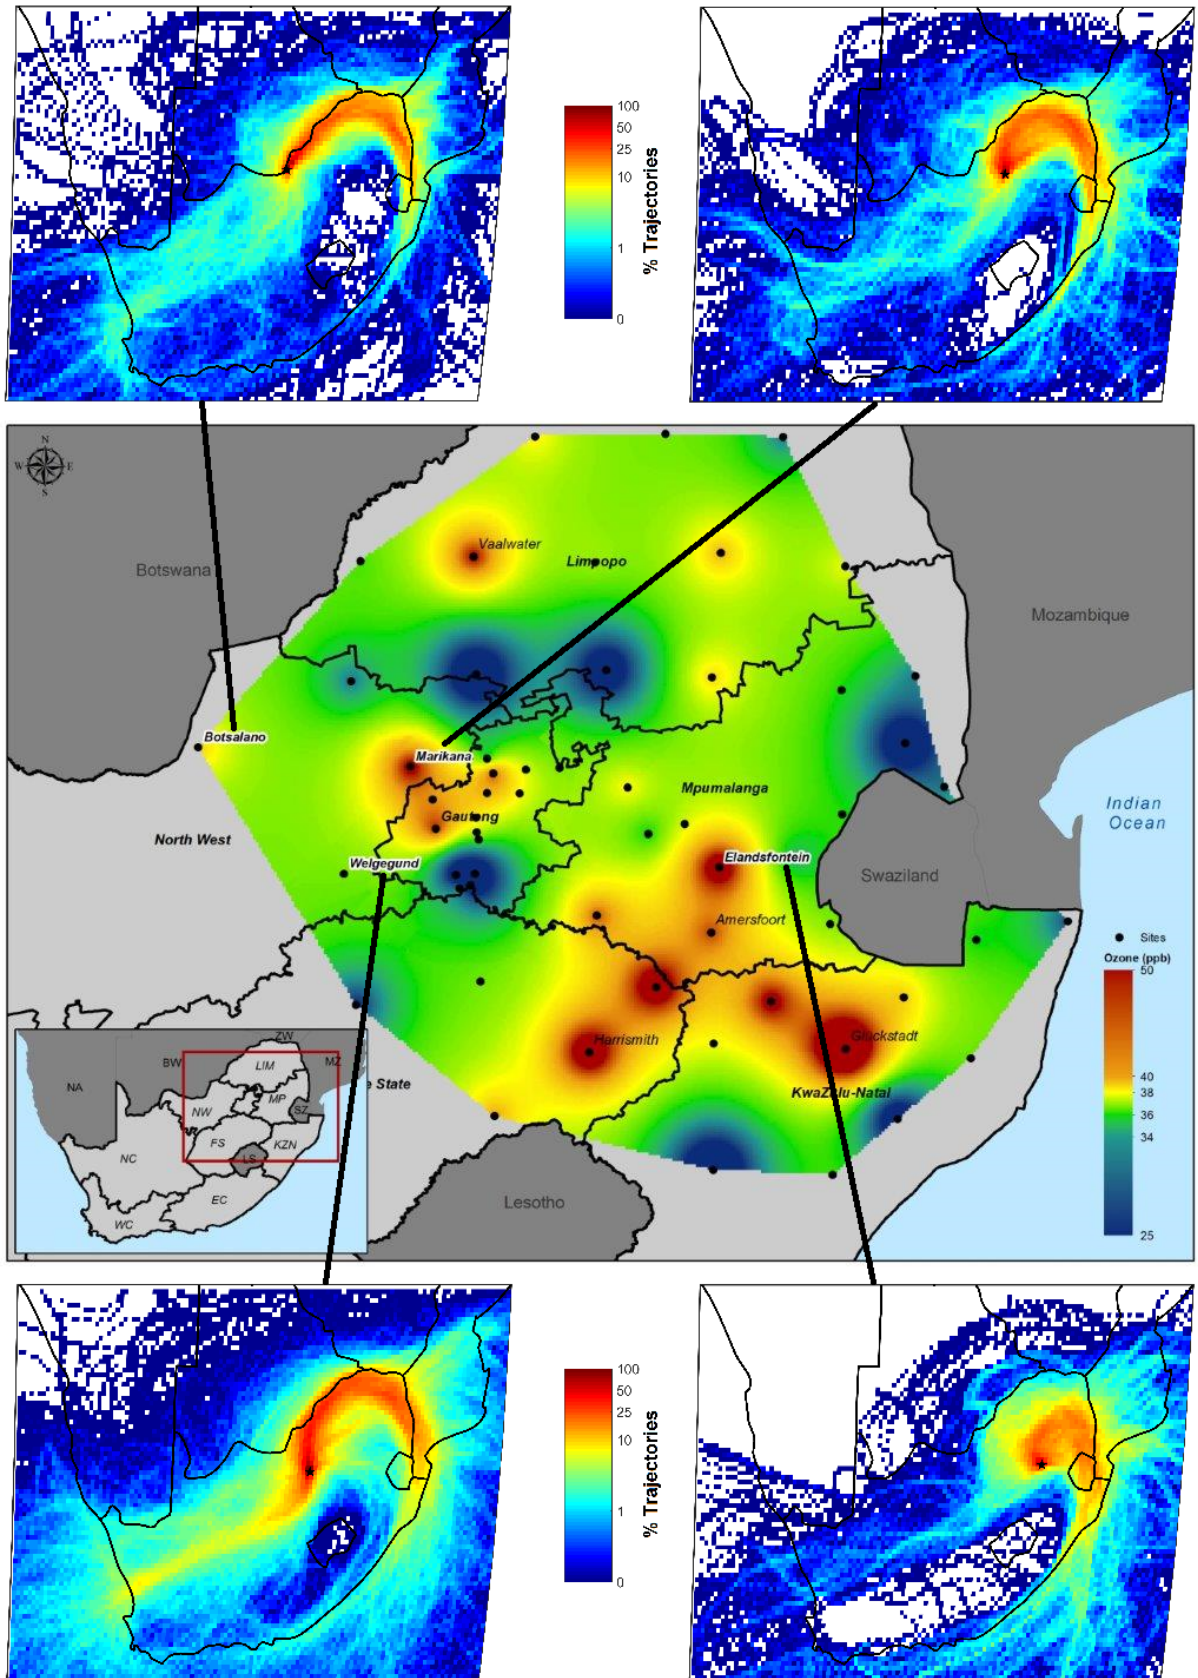 100
50
25
10
1
0
% Trajectories
N
W E
S
Botswana
Vaalwater
Limpopo
Mozambique
Botsalano
Marikana
Mpumalanga
Indian
Ocean
Gauteng
North West
Welgegund
Elandsfontein
Swaziland
Amersfoort
Sites
Ozone (ppb)
50
40
38
36
34
25
Harrismith
Glückstadt
KwaZulu-Natal
e State
Lesotho
ZW
BW
LIM
MZ
NA
NW
MP
SZ
FS
KZN
NC
LS
EC
WC
100
50
25
10
1
0
% Trajectories